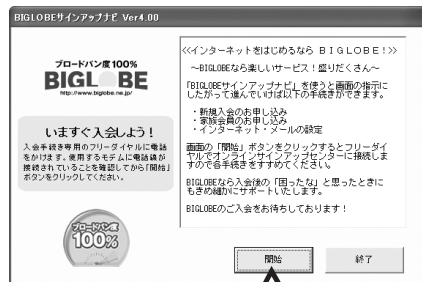 BIGLOBEサインアップナビ Ver4.00
ブロードバンド度100%
BIGLOBE
http://www.biglobe.ne.jp/
いますぐ入会しよう!
入会手続き専用のフリーダイヤルに電話
をかけます。使用するモデムに電話線が
接続されていることを確認してから「開始」
ボタンをクリックしてください。
ブロードバンド度
100%
<<インターネットをはじめるなら BIGLOBE!>>
~BIGLOBEなら楽しいサービス!盛りだくさん~
「BIGLOBEサインアップナビ」を使うと画面の指示に
したがって進んでいけば以下の手続きができます。
・新規入会のお申し込み
・家族会員のお申し込み
・インターネット・メールの設定
画面の「開始」ボタンをクリックするとフリーダイ
ヤルでオンラインサインアップセンターに接続しま
すので各手続きをすすめてください。
BIGLOBEなら入会後の「困ったな」と思ったときに
もきめ細かにサポートいたします。
BIGLOBEのご入会をお待ちしております!
開始
終了